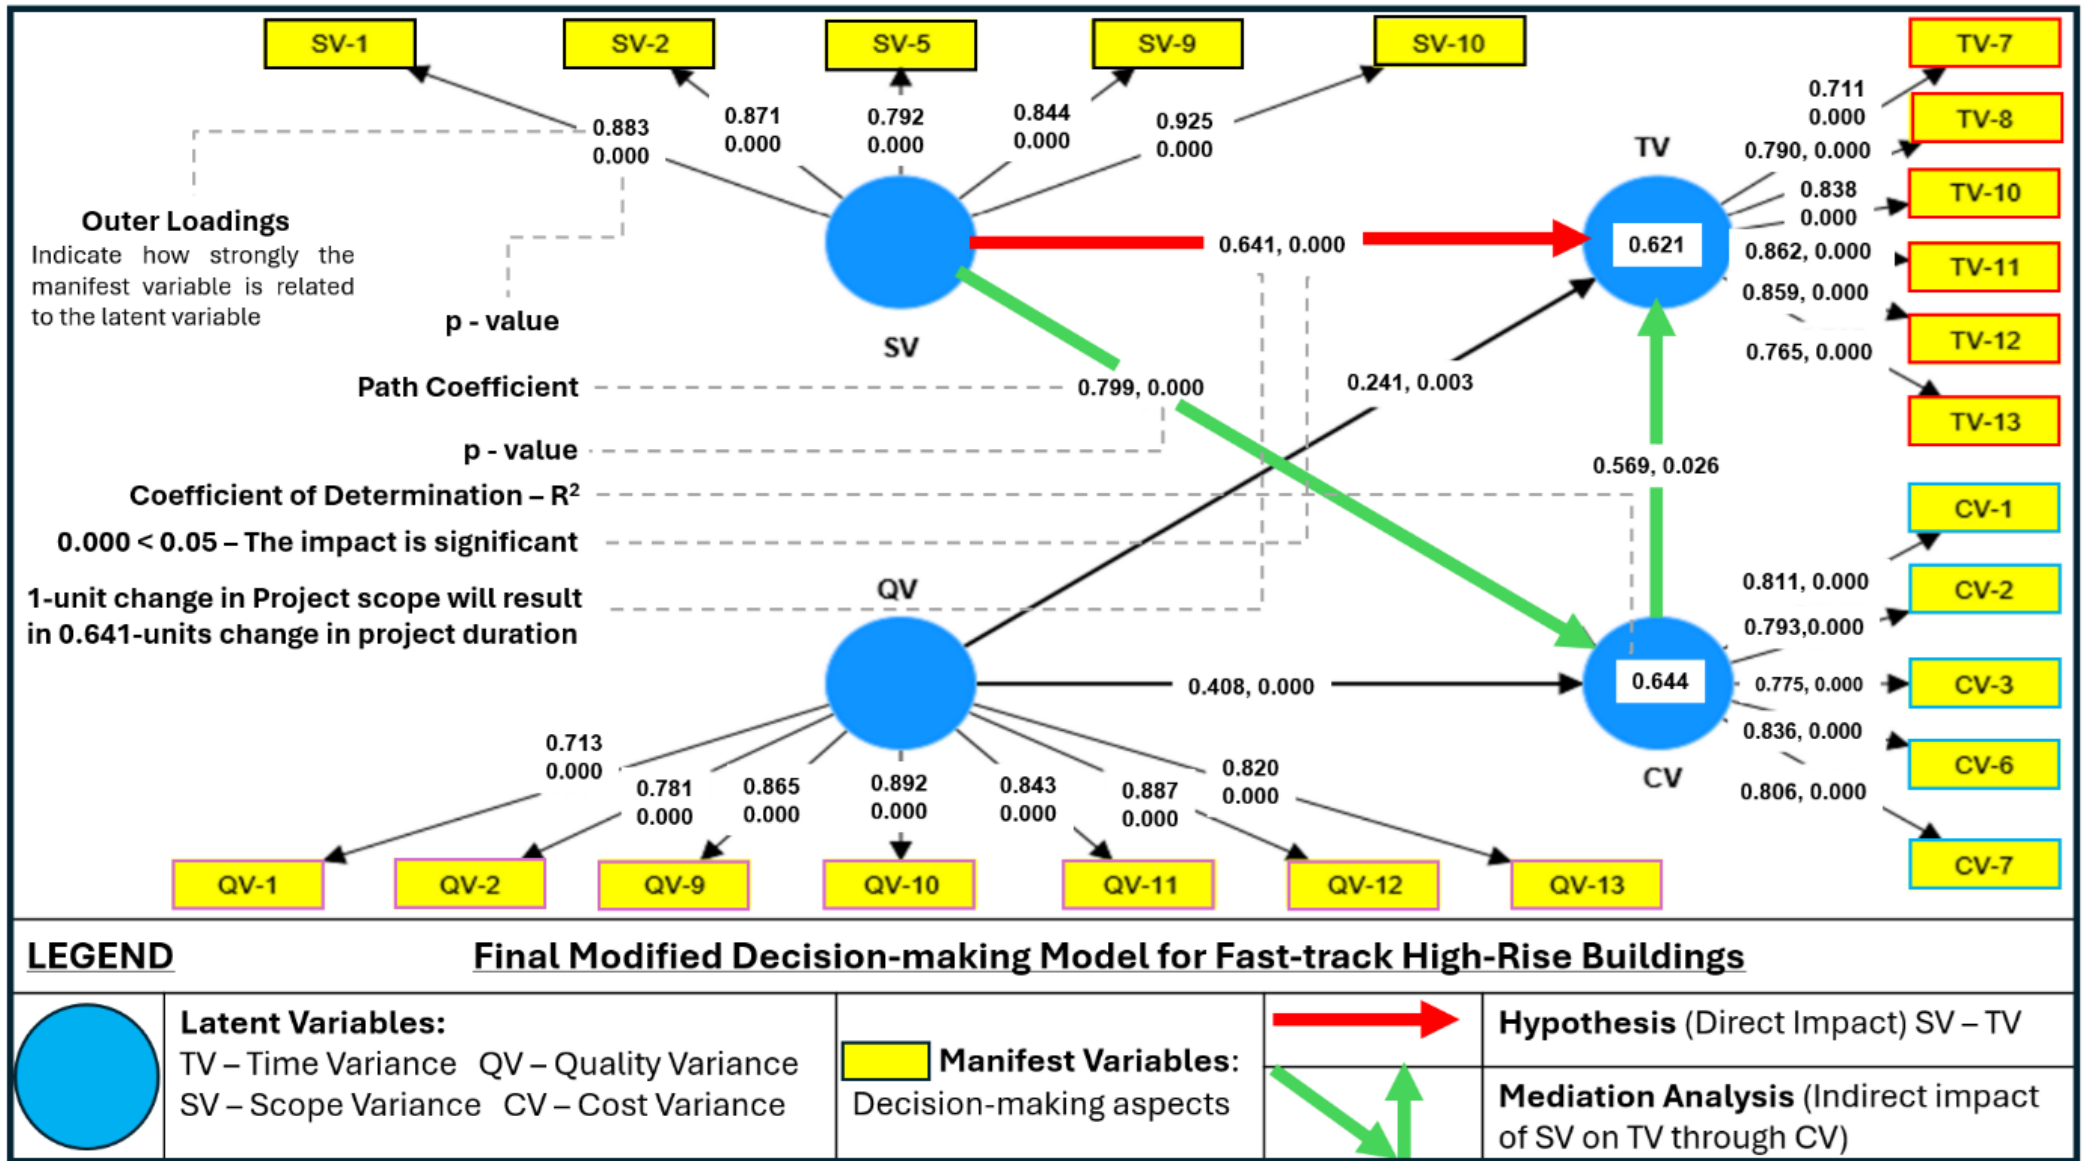 SV-1
SV-2
SV-5
SV-9
SV-10
TV-7
TV-8
TV-10
TV-11
TV-12
TV-13
0.883
0.000
0.871
0.000
0.792
0.000
0.844
0.000
0.925
0.000
TV
0.711
0.000
0.790, 0.000
0.838
0.000
0.862, 0.000
0.859, 0.000
0.765, 0.000
Outer Loadings
Indicate how strongly the
manifest variable is related
to the latent variable
p - value
SV
0.641, 0.000
0.621
Path Coefficient
0.799, 0.000
0.241, 0.003
p - value
0.569, 0.026
Coefficient of Determination – R²
0.000 < 0.05 – The impact is significant
1-unit change in Project scope will result
in 0.641-units change in project duration
QV
0.408, 0.000
0.644
CV
CV-1
CV-2
CV-3
CV-6
CV-7
0.811, 0.000
0.793,0.000
0.775, 0.000
0.836, 0.000
0.806, 0.000
0.713
0.000
0.781
0.000
0.865
0.000
0.892
0.000
0.843
0.000
0.887
0.000
0.820
0.000
QV-1
QV-2
QV-9
QV-10
QV-11
QV-12
QV-13
LEGEND
Final Modified Decision-making Model for Fast-track High-Rise Buildings
Latent Variables:
TV – Time Variance QV – Quality Variance
SV – Scope Variance CV – Cost Variance
Manifest Variables:
Decision-making aspects
Hypothesis (Direct Impact) SV – TV
Mediation Analysis (Indirect impact
of SV on TV through CV)